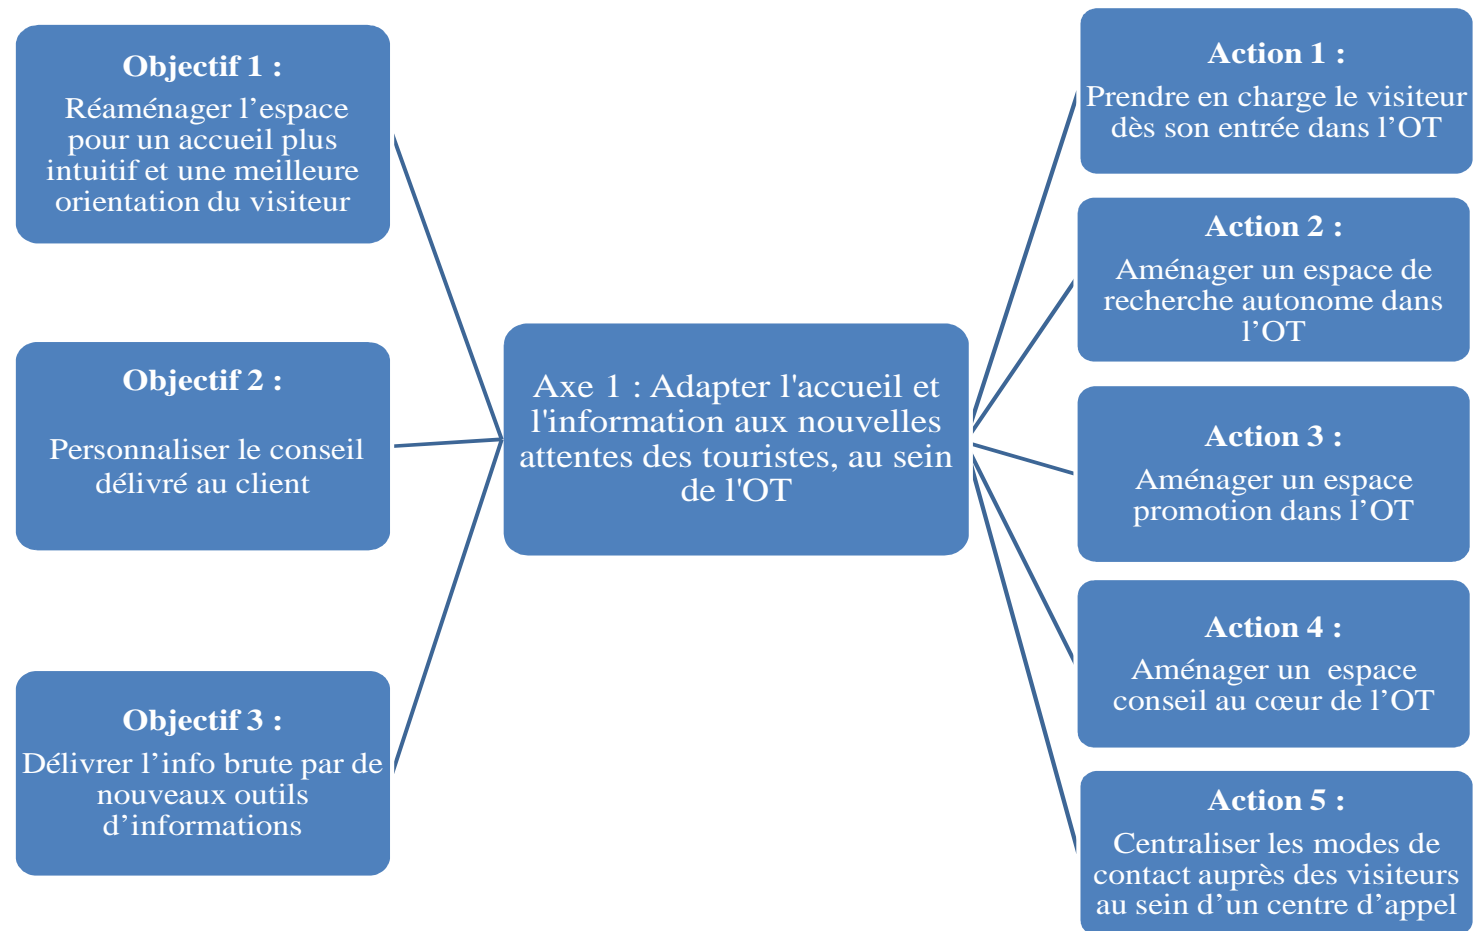 Objectif 1 :
Réaménager l’espace
pour un accueil plus
intuitif et une meilleure
orientation du visiteur
Objectif 2 :
Personnaliser le conseil
délivré au client
Objectif 3 :
Délivrer l’info brute par de
nouveaux outils
d’informations
Axe 1 : Adapter l'accueil et
l'information aux nouvelles
attentes des touristes, au sein
de l'OT
Action 1 :
Prendre en charge le visiteur
dès son entrée dans l’OT
Action 2 :
Aménager un espace de
recherche autonome dans
l’OT
Action 3 :
Aménager un espace
promotion dans l’OT
Action 4 :
Aménager un  espace
conseil au cœur de l’OT
Action 5 :
Centraliser les modes de
contact auprès des visiteurs
au sein d’un centre d’appel